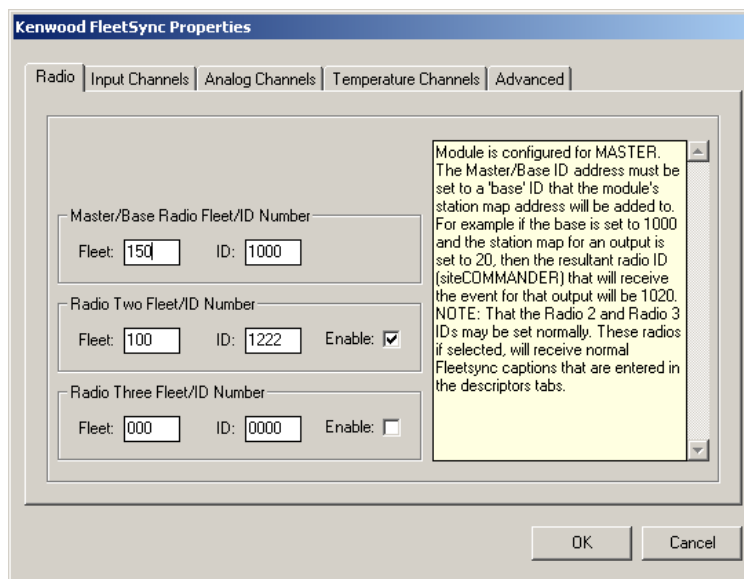 Kenwood FleetSync Properties
Radio Input Channels Analog Channels Temperature Channels Advanced
Master/Base Radio Fleet/ID Number
Fleet: 150 ID: 1000
Radio Two Fleet/ID Number
Fleet: 100 ID: 1222 Enable:
Radio Three Fleet/ID Number
Fleet: 000 ID: 0000 Enable:
Module is configured for MASTER.
The Master/Base ID address must be
set to a 'base' ID that the module's
station map address will be added to.
For example if the base is set to 1000
and the station map for an output is
set to 20, then the resultant radio ID
(siteCOMMANDER) that will receive
the event for that output will be 1020.
NOTE: That the Radio 2 and Radio 3
IDs may be set normally. These radios
if selected, will receive normal
Fleetsync captions that are entered in
the descriptors tabs.
OK Cancel